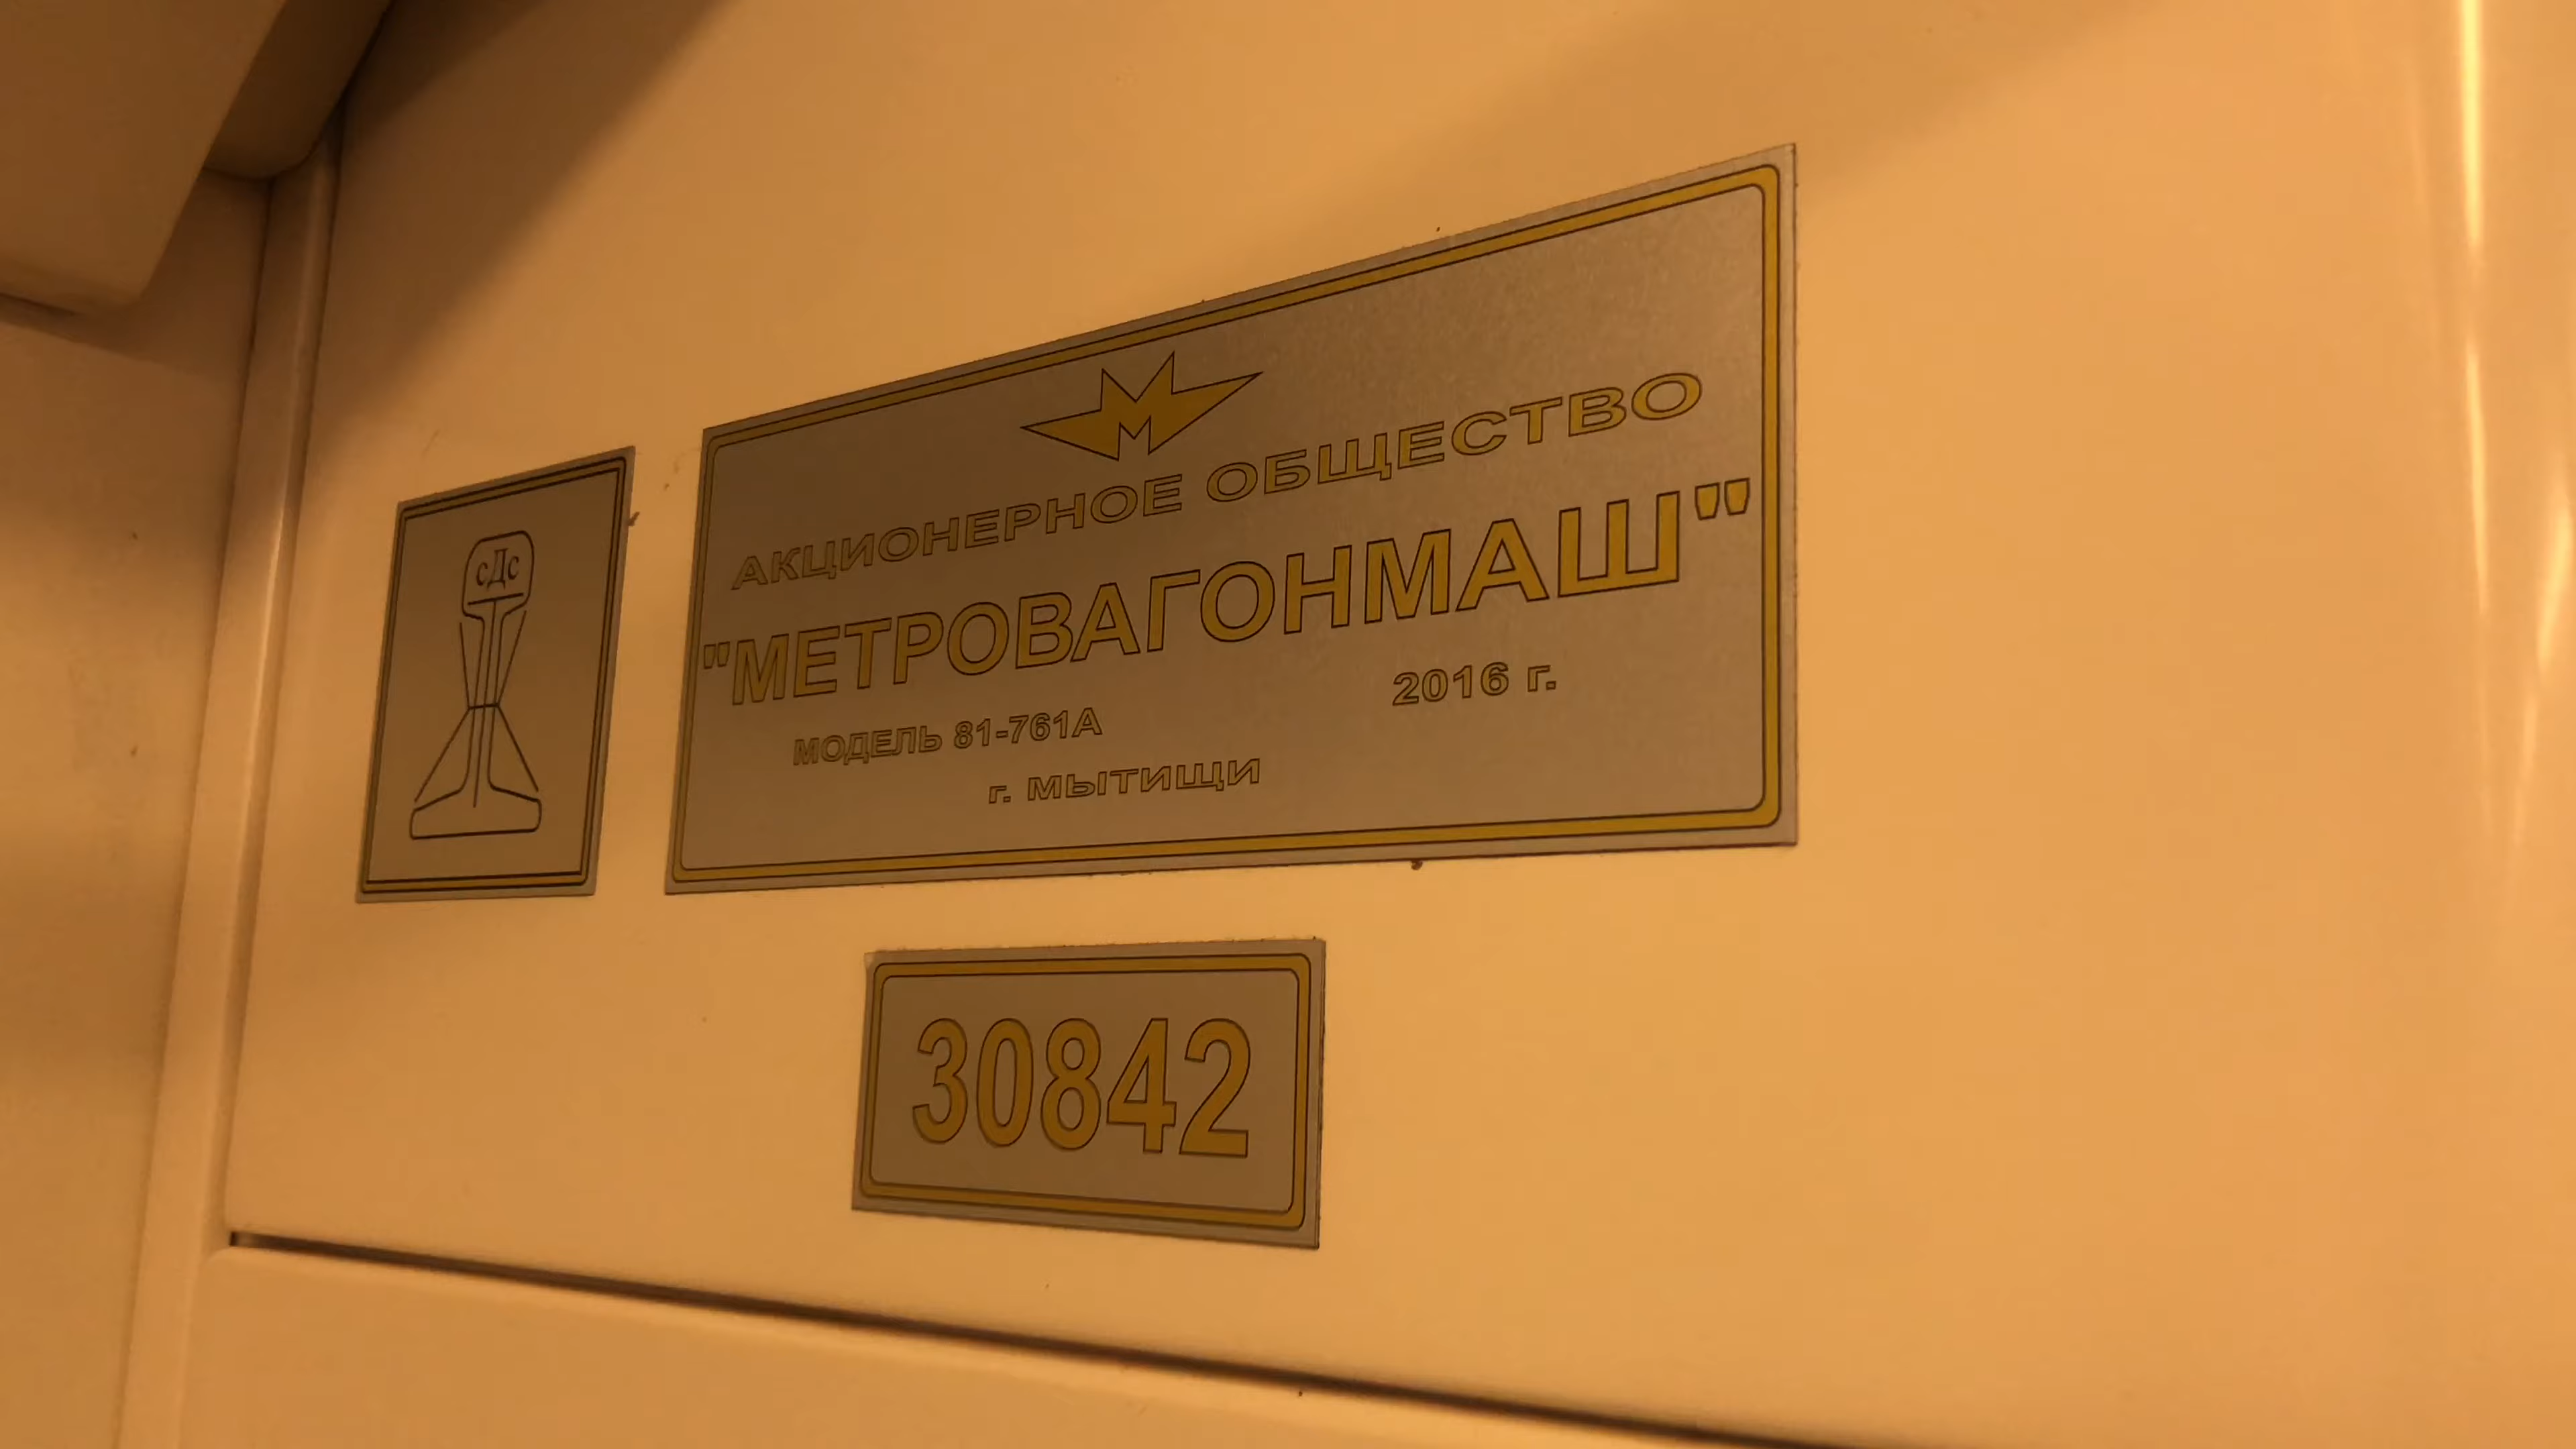 сДс
М
АКЦИОНЕРНОЕ ОБЩЕСТВО
"МЕТРОВАГОНМАШ"
МОДЕЛЬ 81-761А 2016 г.
г. МЫТИЩИ
30842